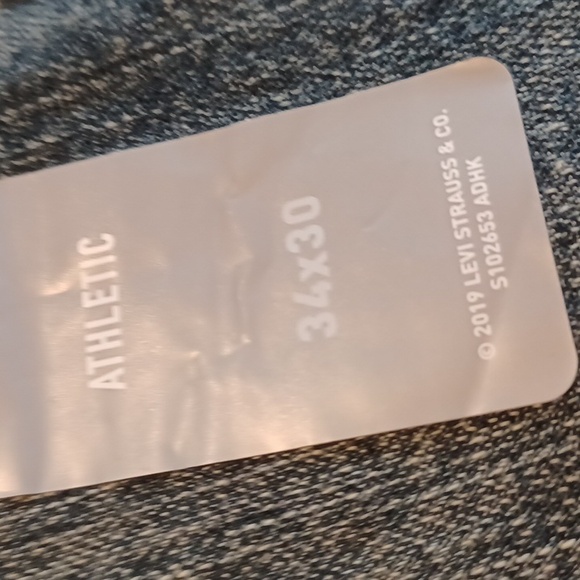 ATHLETIC
34x30
© 2019 LEVI STRAUSS & CO.
S102653 ADHK